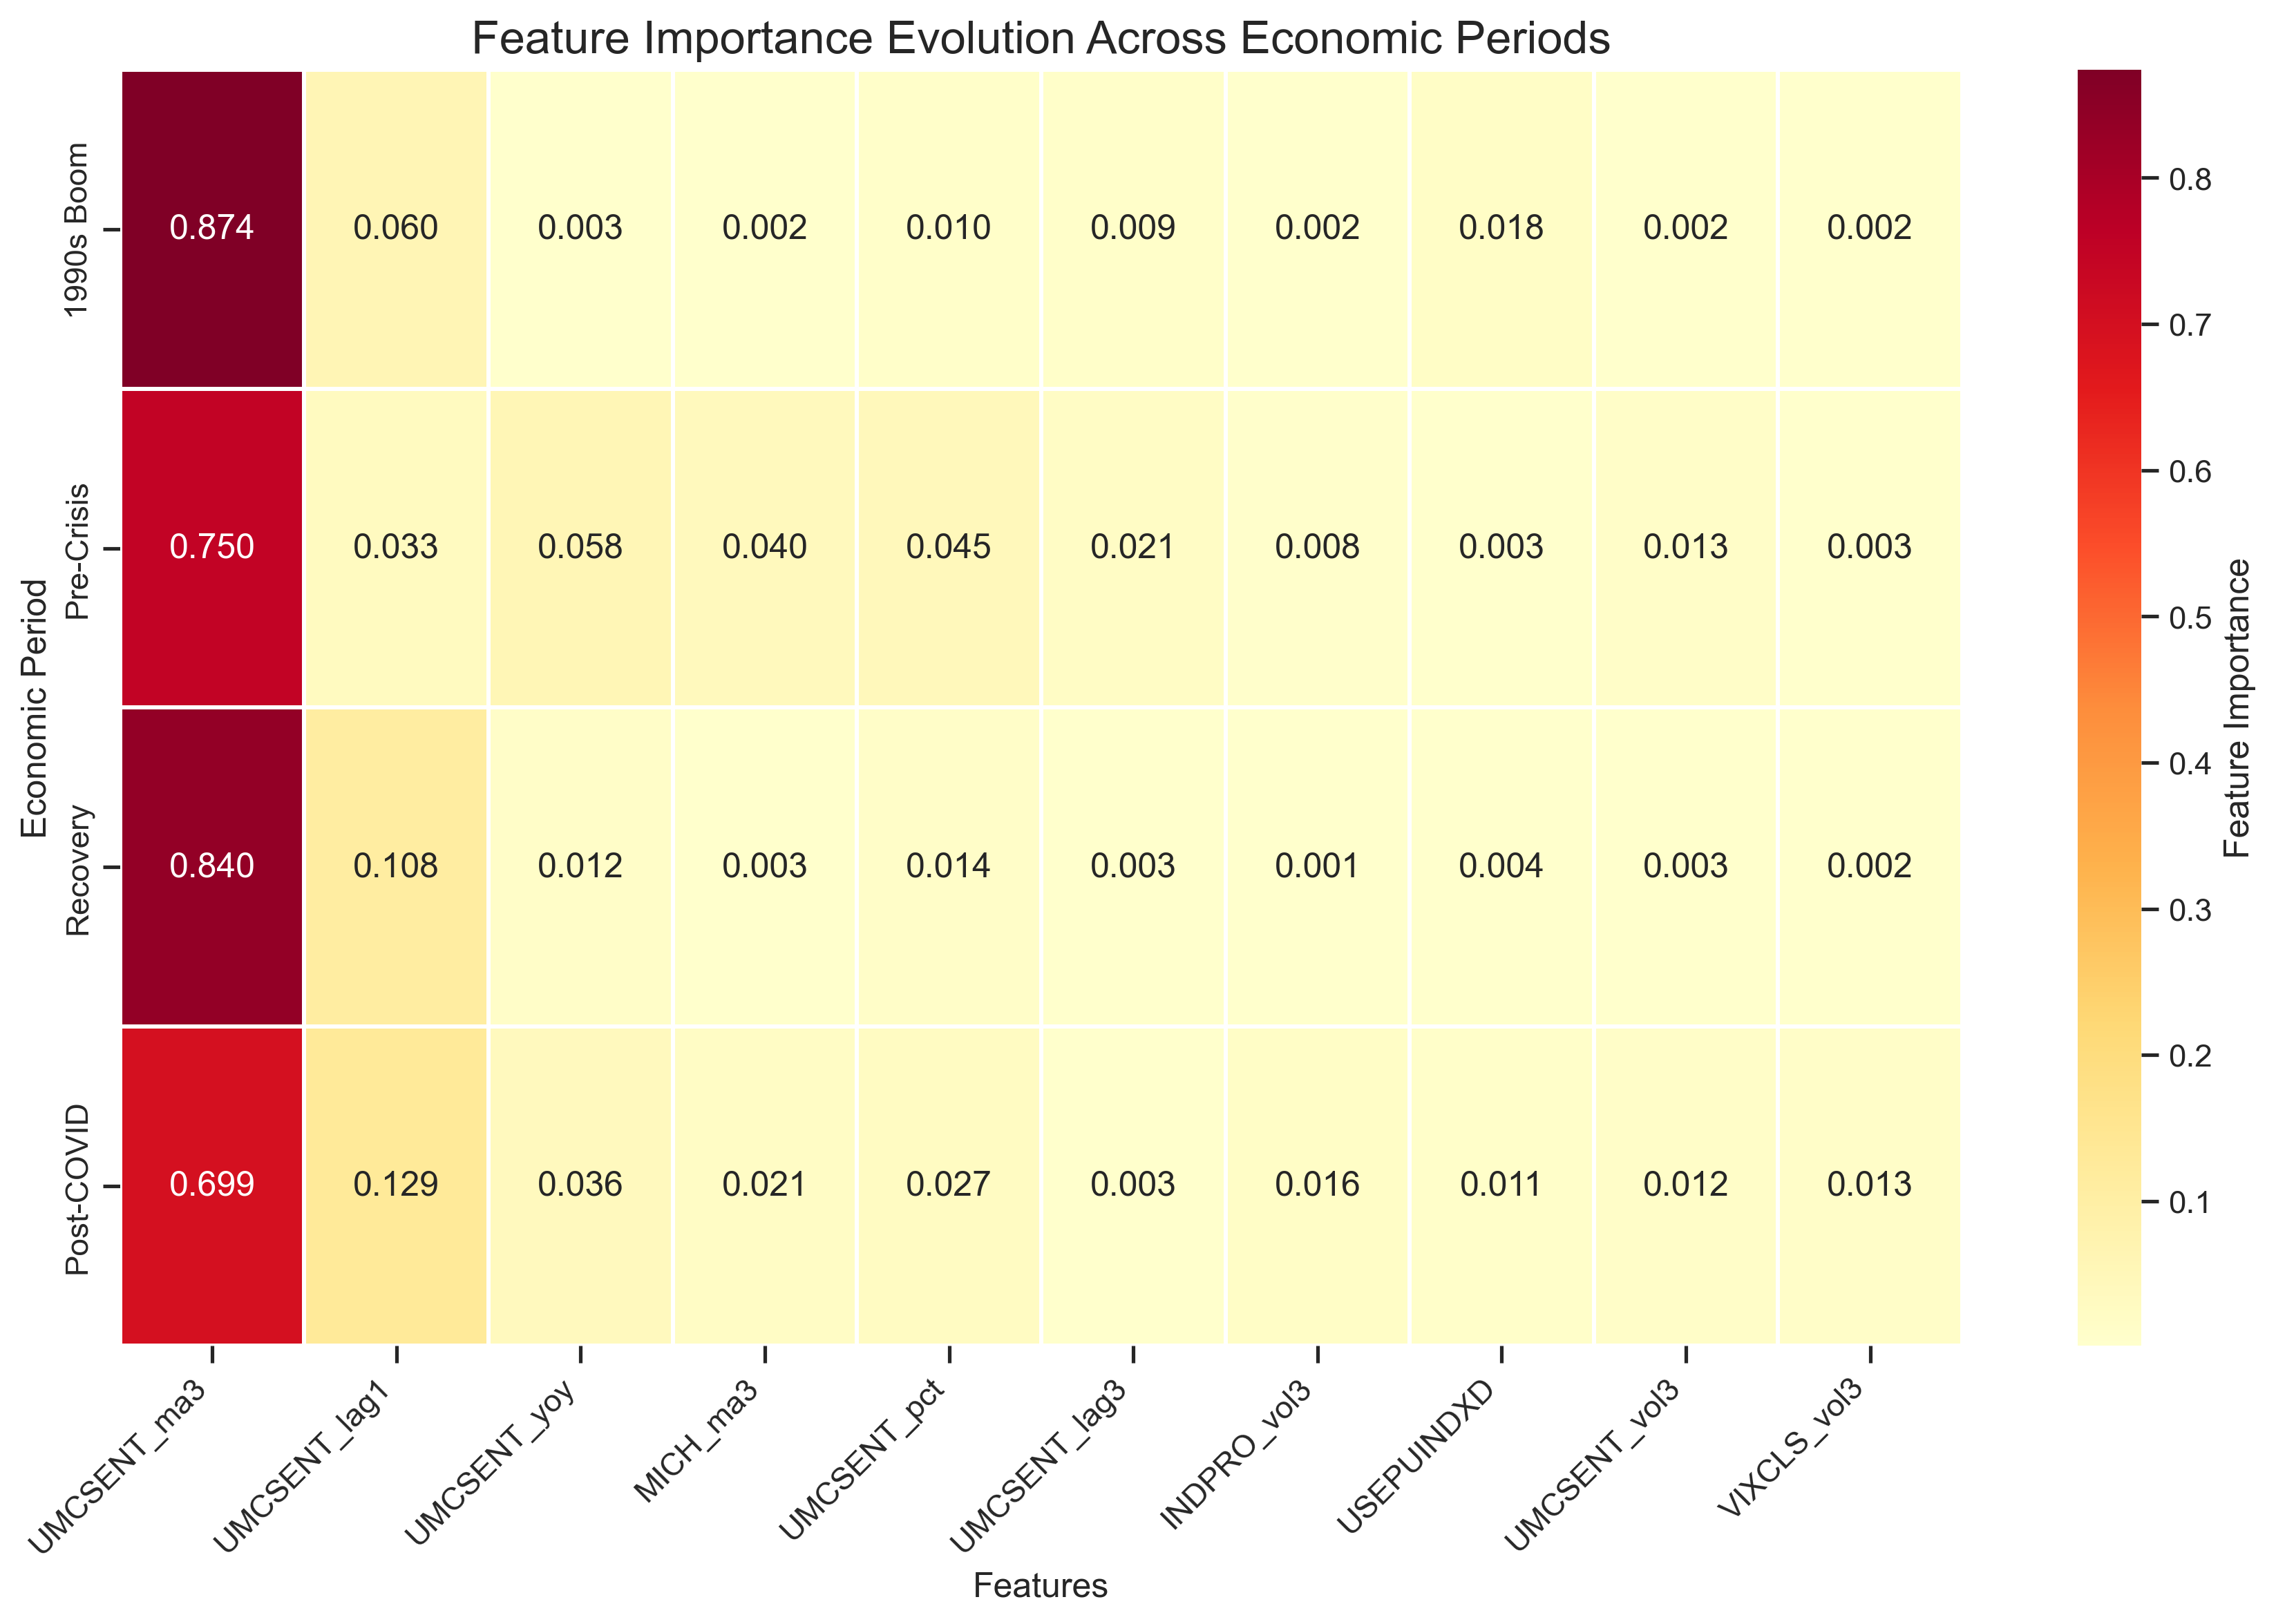 Feature Importance Evolution Across Economic Periods
Economic Period
1990s Boom
0.874 0.060 0.003 0.002 0.010 0.009 0.002 0.018 0.002 0.002
Pre-Crisis
0.750 0.033 0.058 0.040 0.045 0.021 0.008 0.003 0.013 0.003
Recovery
0.840 0.108 0.012 0.003 0.014 0.003 0.001 0.004 0.003 0.002
Post-COVID
0.699 0.129 0.036 0.021 0.027 0.003 0.016 0.011 0.012 0.013
UMCSENT_ma3
UMCSENT_lag1
UMCSENT_yoy
MICH_ma3
UMCSENT_pct
UMCSENT_lag3
INDPRO_vol3
USEPUINDXD
UMCSENT_vol3
VIXCLS_vol3
Features
0.8
0.7
0.6
0.5
0.4
0.3
0.2
0.1
Feature Importance